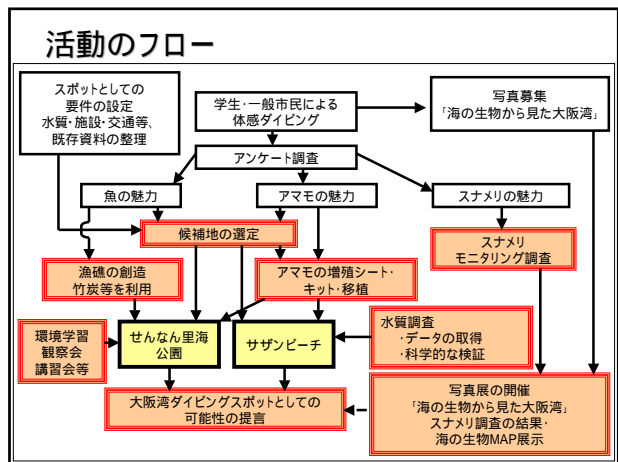 活動のフロー
スポットとしての
要件の設定
水質・施設・交通等、
既存資料の整理
学生・一般市民による
体感ダイビング
写真募集
「海の生物から見た大阪湾」
アンケート調査
魚の魅力
アマモの魅力
スナメリの魅力
候補地の選定
スナメリ
モニタリング調査
漁礁の創造
竹炭等を利用
アマモの増殖シート・
キット・移植
環境学習
観察会
講習会等
せんなん里海
公園
サザンビーチ
水質調査
・データの取得
・科学的な検証
大阪湾ダイビングスポットとしての
可能性の提言
写真展の開催
「海の生物から見た大阪湾」
スナメリ調査の結果・
海の生物MAP展示